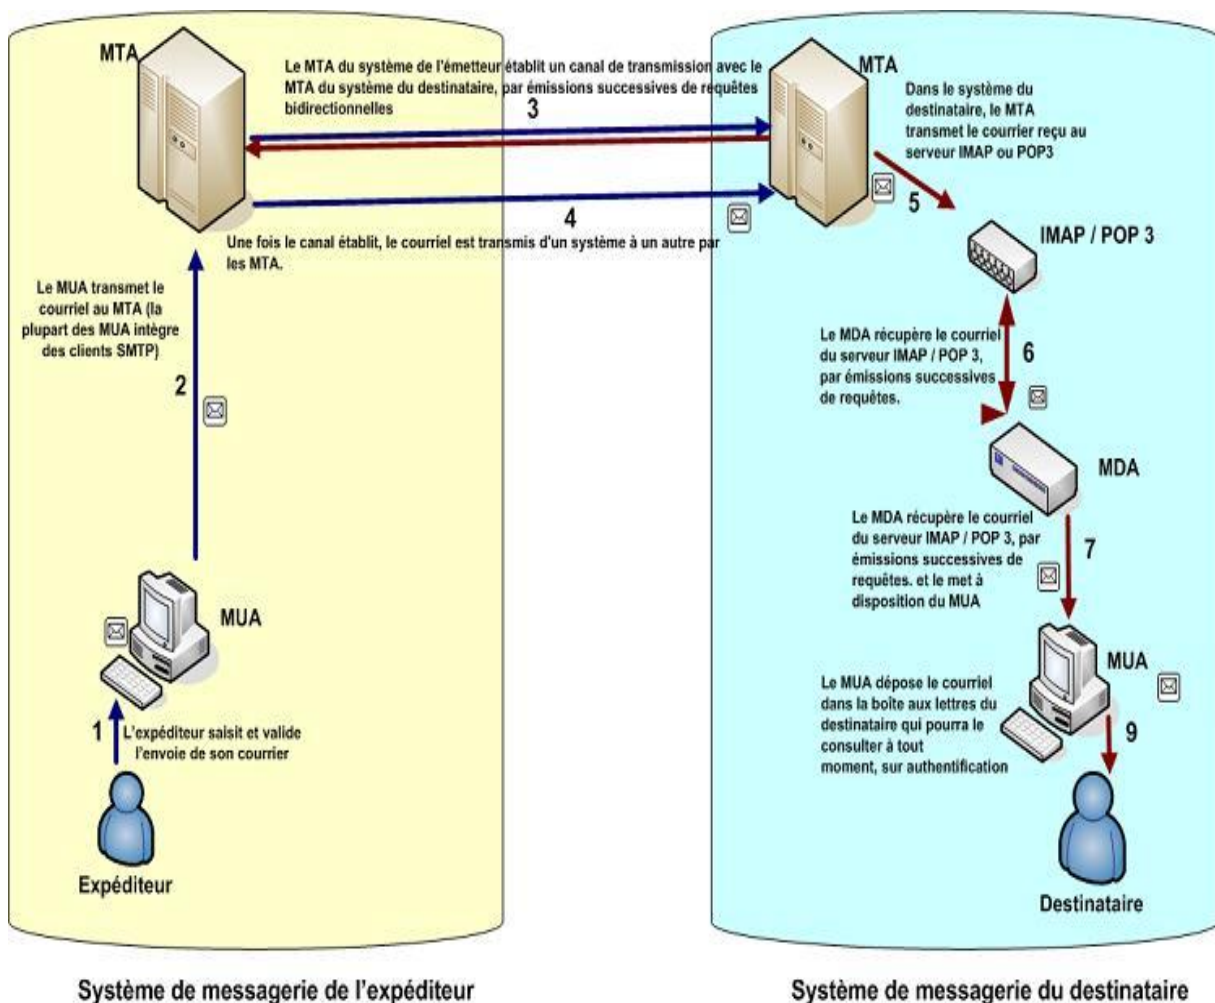 MTA
Le MTA du système de l'émetteur établit un canal de transmission avec le
MTA du système du destinataire, par émissions successives de requêtes
bidirectionnelles
3
4
Une fois le canal établit, le courriel est transmis d'un système à un autre par
les MTA.
Le MUA transmet le
courriel au MTA (la
plupart des MUA intègre
des clients SMTP)
2
MUA
1
L'expéditeur saisit et valide
l'envoie de son courrier
Expéditeur
Système de messagerie de l'expéditeur
MTA
Dans le système du
destinataire, le MTA
transmet le courrier reçu au
serveur IMAP ou POP3
5
IMAP / POP 3
Le MDA récupère le courriel
du serveur IMAP / POP 3,
par émissions successives
de requêtes.
6
MDA
Le MDA récupère le courriel
du serveur IMAP / POP 3, par
émissions successives de
requêtes. et le met à
disposition du MUA
7
MUA
Le MUA dépose le courriel
dans la boîte aux lettres du
destinataire qui pourra le
consulter à tout
moment, sur authentification
9
Destinataire
Système de messagerie du destinataire